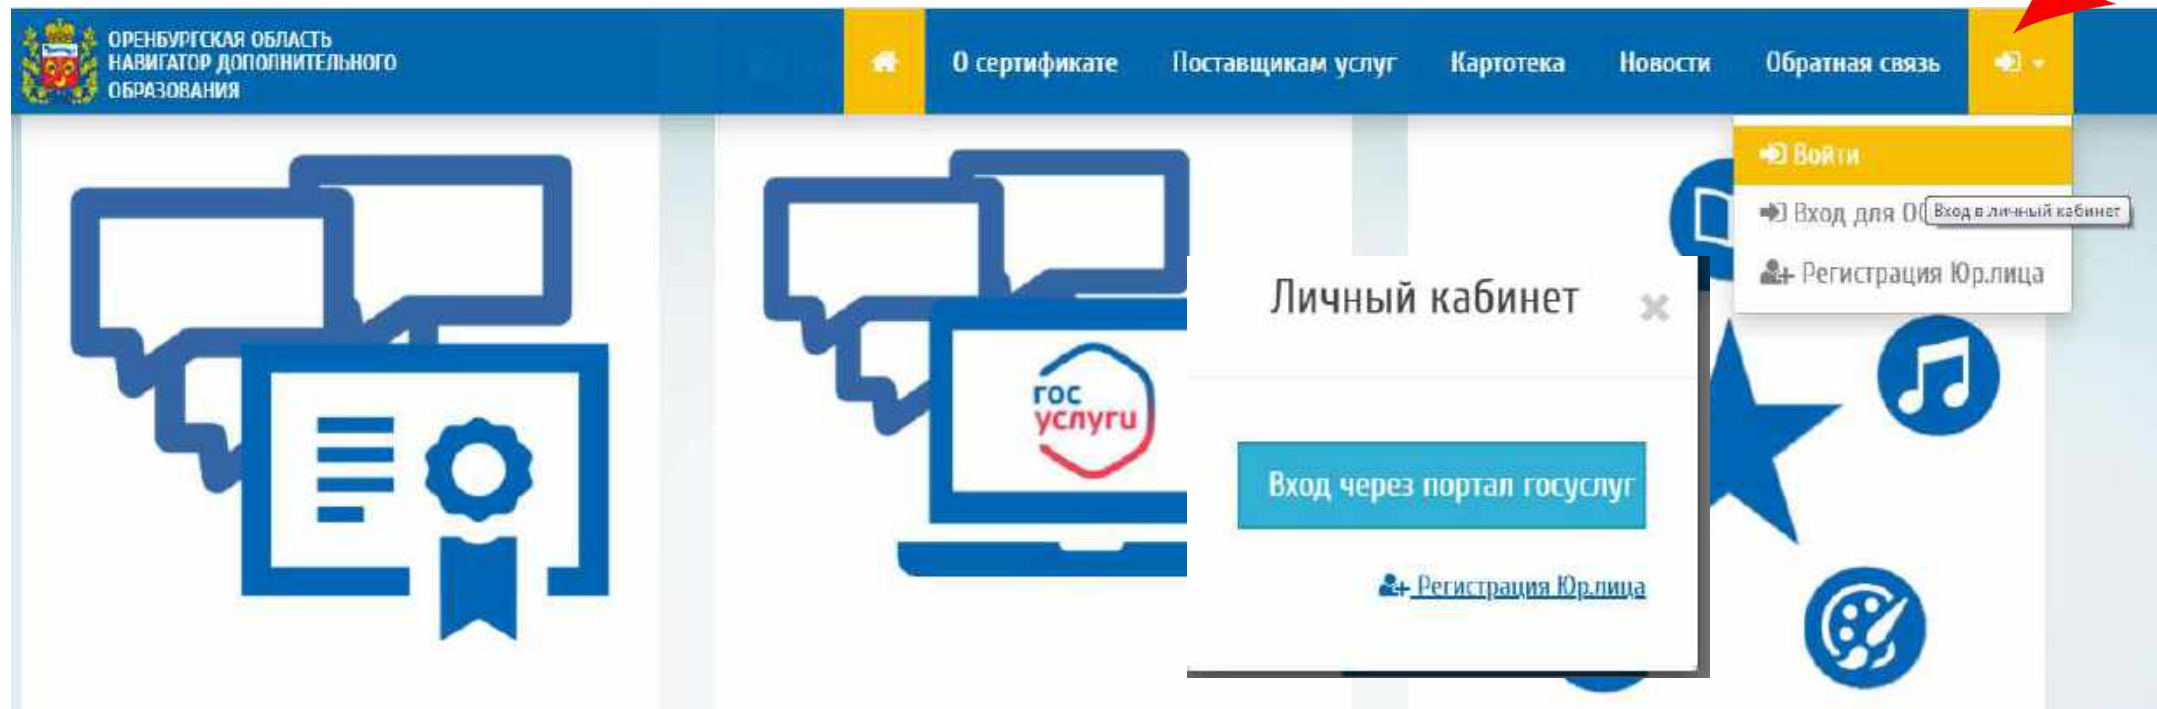 ОРЕНБУРГСКАЯ ОБЛАСТЬ
НАВИГАТОР ДОПОЛНИТЕЛЬНОГО
ОБРАЗОВАНИЯ
О сертификате
Поставщикам услуг
Картотека
Новости
Обратная связь
Войти
Вход для
Вход в личный кабинет
Регистрация Юр.лица
гос
услуги
Личный кабинет
Вход через портал госуслуг
Регистрация Юр.лица